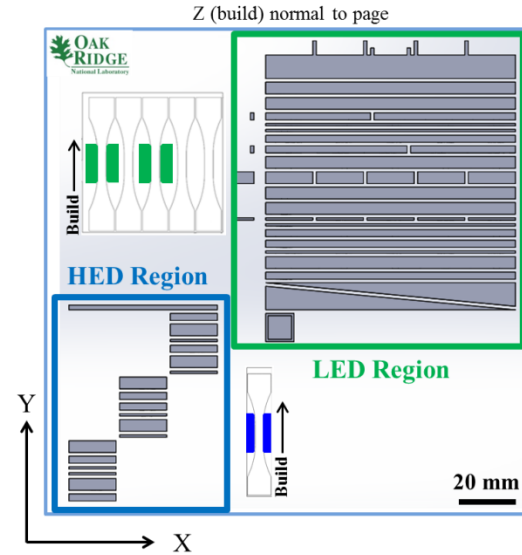 Z (build) normal to page
OAK
RIDGE
National Laboratory
Build
HED Region
LED Region
Build
Y
20 mm
X